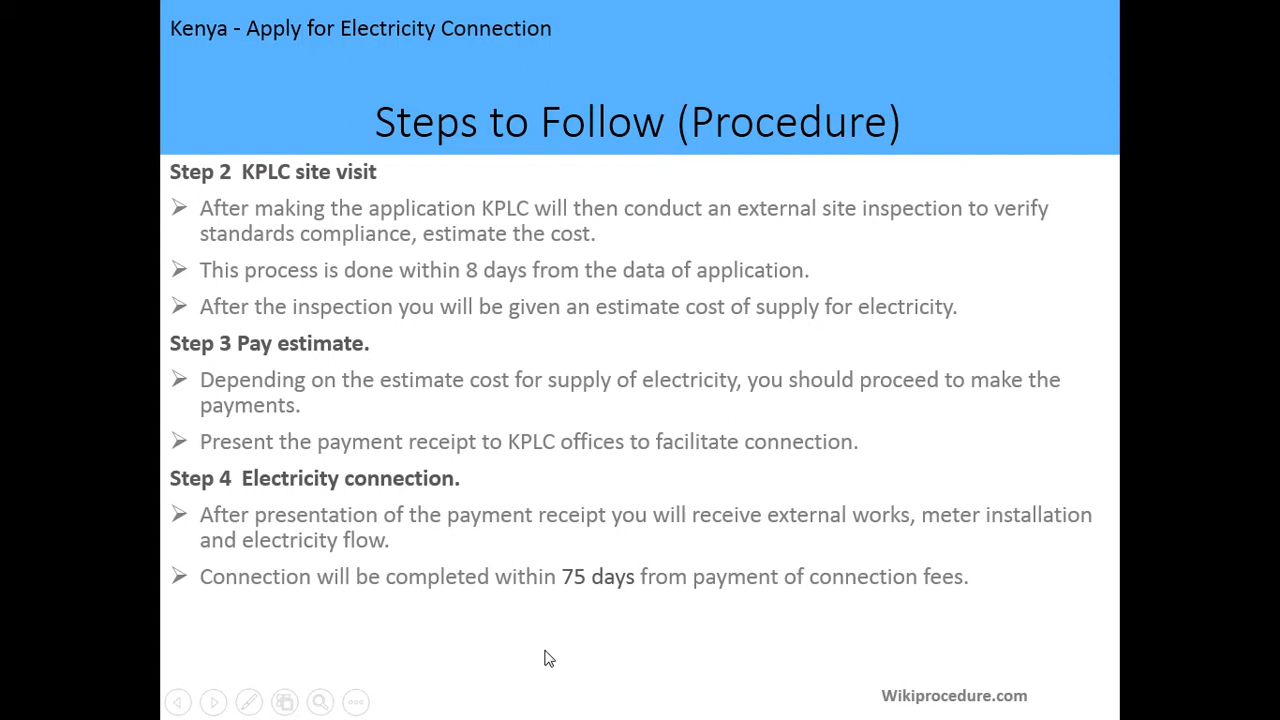 Kenya - Apply for Electricity Connection
Steps to Follow (Procedure)
Step 2  KPLC site visit
After making the application KPLC will then conduct an external site inspection to verify
standards compliance, estimate the cost.
This process is done within 8 days from the data of application.
After the inspection you will be given an estimate cost of supply for electricity.
Step 3 Pay estimate.
Depending on the estimate cost for supply of electricity, you should proceed to make the
payments.
Present the payment receipt to KPLC offices to facilitate connection.
Step 4  Electricity connection.
After presentation of the payment receipt you will receive external works, meter installation
and electricity flow.
Connection will be completed within 75 days from payment of connection fees.
Wikiprocedure.com